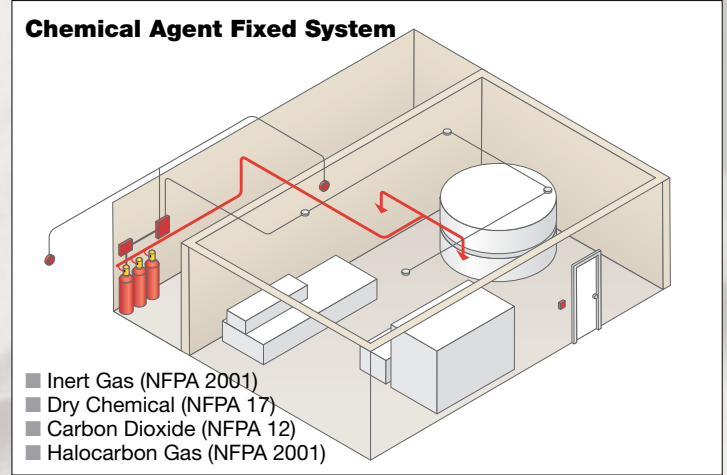 Chemical Agent Fixed System
■ Inert Gas (NFPA 2001)
■ Dry Chemical (NFPA 17)
■ Carbon Dioxide (NFPA 12)
■ Halocarbon Gas (NFPA 2001)